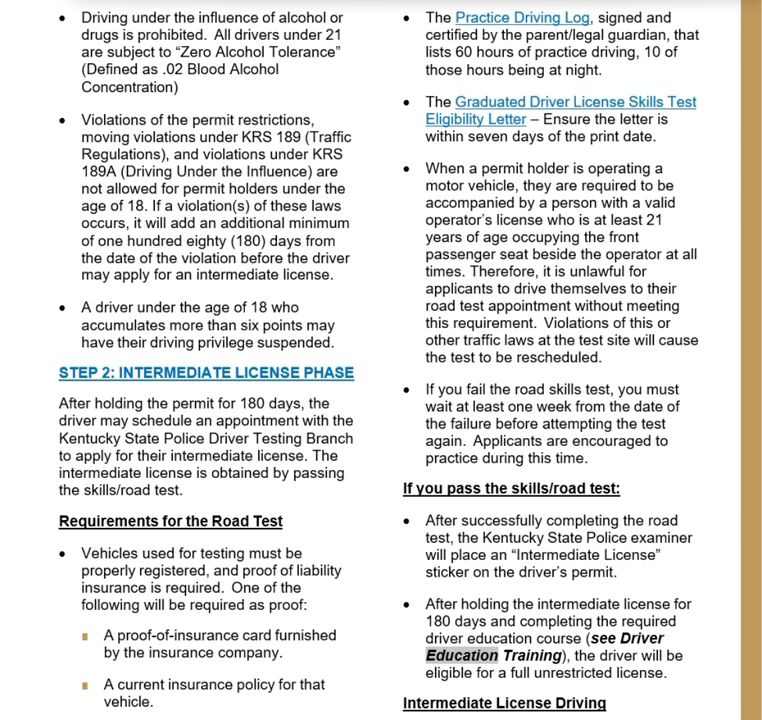 • Driving under the influence of alcohol or
drugs is prohibited.  All drivers under 21
are subject to “Zero Alcohol Tolerance”
(Defined as .02 Blood Alcohol
Concentration)
• Violations of the permit restrictions,
moving violations under KRS 189 (Traffic
Regulations), and violations under KRS
189A (Driving Under the Influence) are
not allowed for permit holders under the
age of 18. If a violation(s) of these laws
occurs, it will add an additional minimum
of one hundred eighty (180) days from
the date of the violation before the driver
may apply for an intermediate license.
• A driver under the age of 18 who
accumulates more than six points may
have their driving privilege suspended.
STEP 2: INTERMEDIATE LICENSE PHASE
After holding the permit for 180 days, the
driver may schedule an appointment with the
Kentucky State Police Driver Testing Branch
to apply for their intermediate license. The
intermediate license is obtained by passing
the skills/road test.
Requirements for the Road Test
• Vehicles used for testing must be
properly registered, and proof of liability
insurance is required.  One of the
following will be required as proof:
▪ A proof-of-insurance card furnished
by the insurance company.
▪ A current insurance policy for that
vehicle.
• The Practice Driving Log, signed and
certified by the parent/legal guardian, that
lists 60 hours of practice driving, 10 of
those hours being at night.
• The Graduated Driver License Skills Test
Eligibility Letter – Ensure the letter is
within seven days of the print date.
• When a permit holder is operating a
motor vehicle, they are required to be
accompanied by a person with a valid
operator’s license who is at least 21
years of age occupying the front
passenger seat beside the operator at all
times. Therefore, it is unlawful for
applicants to drive themselves to their
road test appointment without meeting
this requirement.  Violations of this or
other traffic laws at the test site will cause
the test to be rescheduled.
• If you fail the road skills test, you must
wait at least one week from the date of
the failure before attempting the test
again.  Applicants are encouraged to
practice during this time.
If you pass the skills/road test:
• After successfully completing the road
test, the Kentucky State Police examiner
will place an “Intermediate License”
sticker on the driver’s permit.
• After holding the intermediate license for
180 days and completing the required
driver education course (see Driver
Education Training), the driver will be
eligible for a full unrestricted license.
Intermediate License Driving